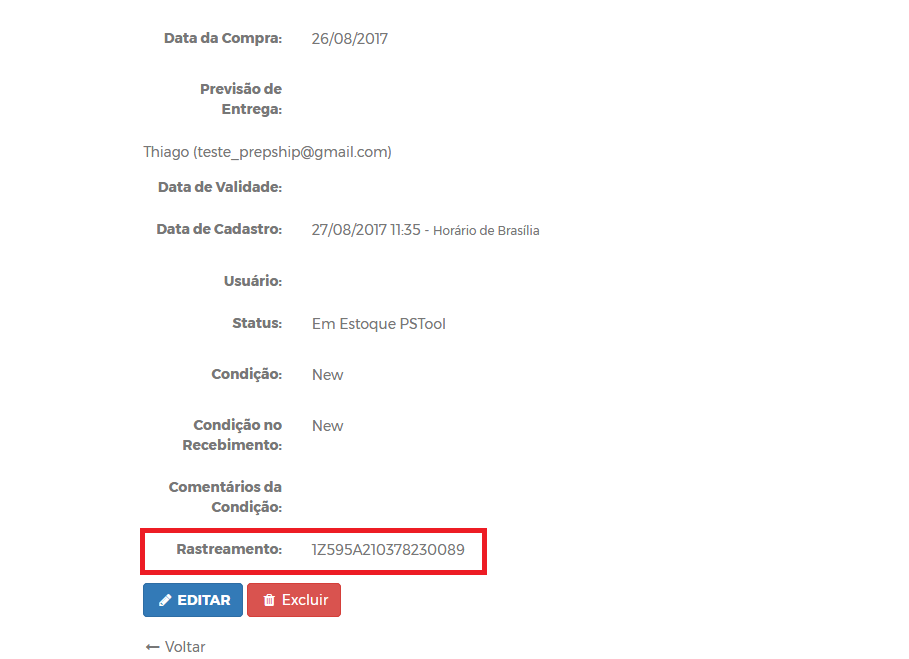 Data da Compra: 26/08/2017
Previsão de
Entrega:
Thiago (teste_prepship@gmail.com)
Data de Validade:
Data de Cadastro: 27/08/2017 11:35 - Horário de Brasília
Usuário:
Status: Em Estoque PSTool
Condição: New
Condição no New
Recebimento:
Comentários da
Condição:
Rastreamento: 1Z595A210378230089
EDITAR Excluir
← Voltar